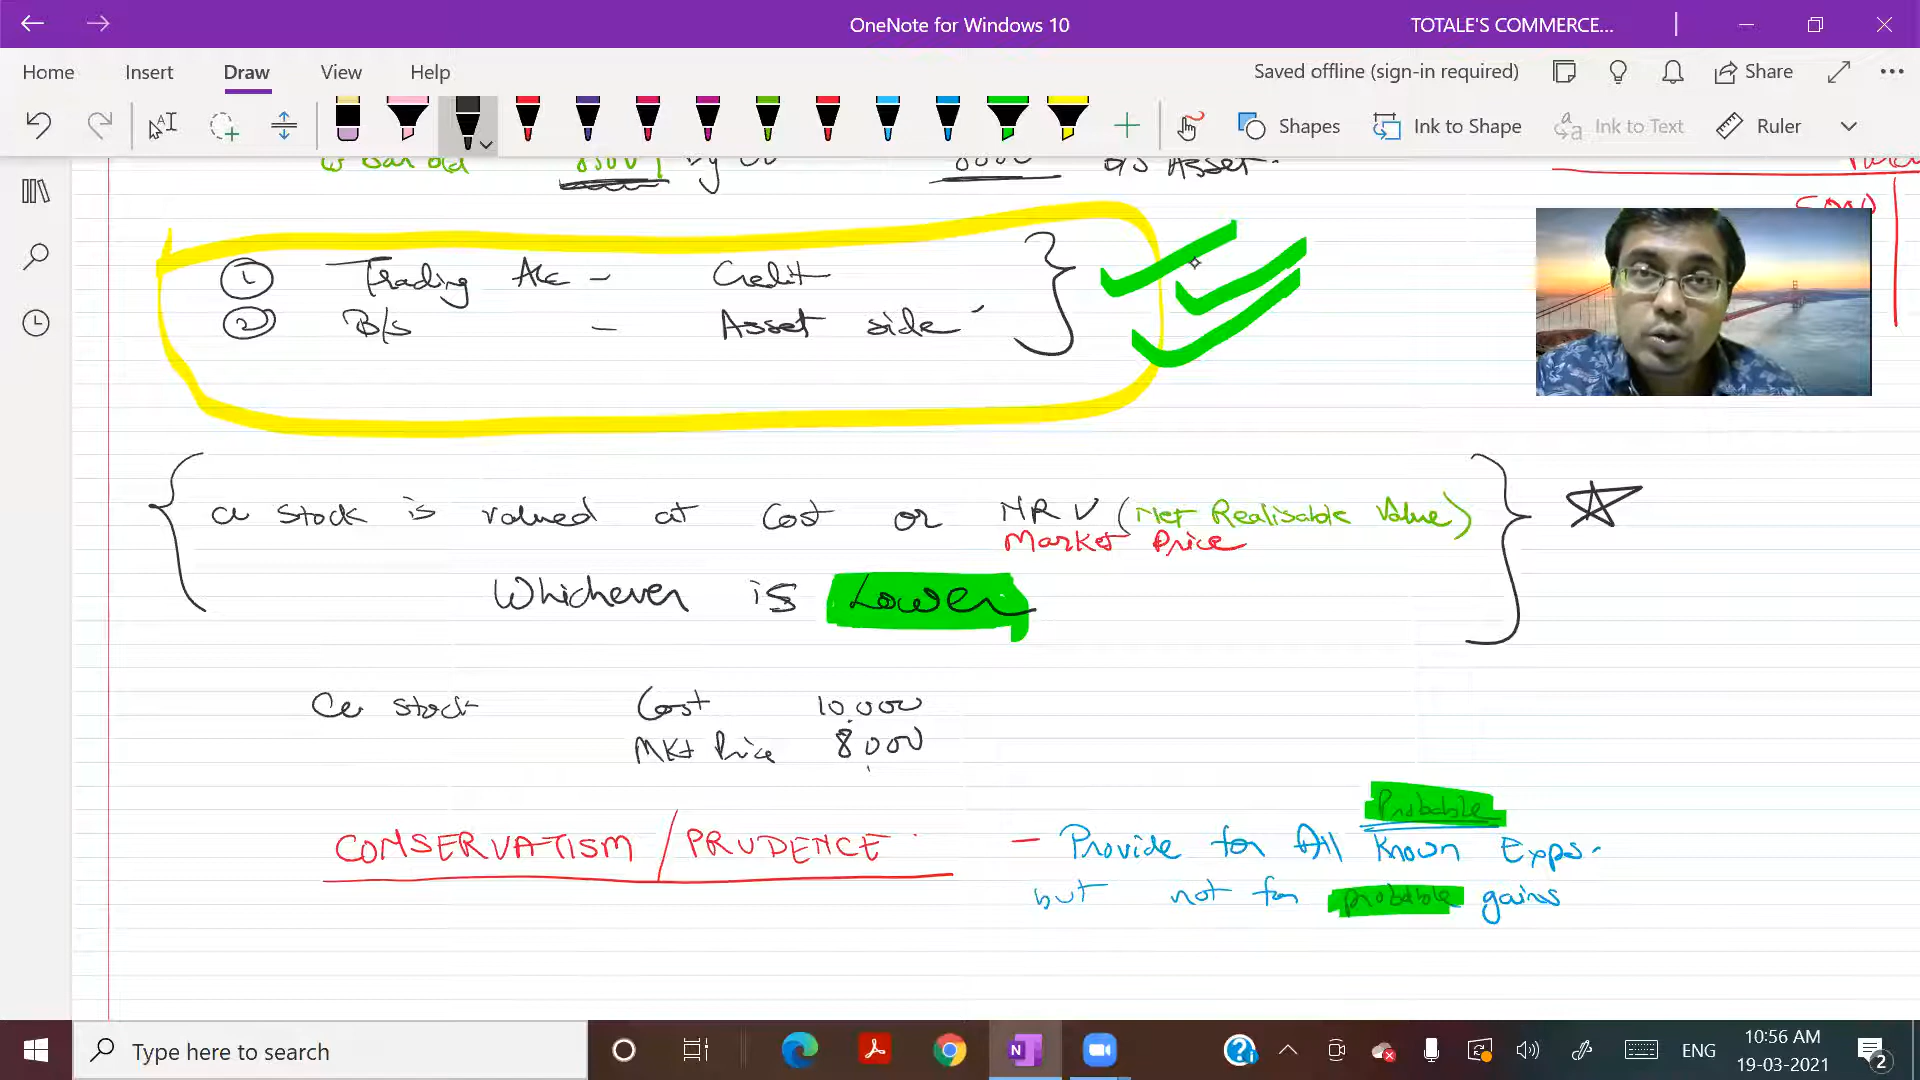 OneNote for Windows 10
TOTALE'S COMMERCE...
Home Insert Draw View Help
Saved offline (sign-in required)
Share
Shapes
Ink to Shape
Ink to Text
Ruler
B/S Asset.
① Trading A/c - Credit
② B/s - Asset side
Cl stock is valued at Cost or NRV (Net Realisable Value)
Market Price
Whichever is Lower
Cl stock Cost 10,000
Mkt Price 8,000
Probable
CONSERVATISM / PRUDENCE - Provide for All Known Exps.
but not for probable gains
Type here to search
ENG
10:56 AM
19-03-2021
2